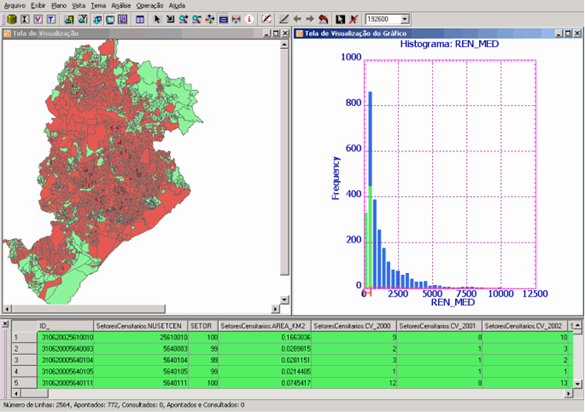 Arquivo Exibir Plano Vista Tema Análise Operação Ajuda
192600
Tela de Visualização
Tela de Visualização do Gráfico
Histograma: REN_MED
1000
800
600
400
200
0
Frequency
0 2500 5000 7500 10000 12500
REN_MED
ID_ SetoresCensitarios.NUSETCEN SETOR SetoresCensitarios.AREA_KM2 SetoresCensitarios.CV_2000 SetoresCensitarios.CV_2001 SetoresCensitarios.CV_2002 S
1 310620025610010 25610010 100 0.1663036 9 8 10
2 310620005640083 5640083 99 0.0289815 2 1 3
3 310620005640104 5640104 99 0.0281151 3 1 2
4 310620005640105 5640105 99 0.0214405 1 1 1
5 310620005640111 5640111 100 0.0745417 12 8 13
Número de Linhas: 2564, Apontados: 772, Consultados: 0, Apontados e Consultados: 0